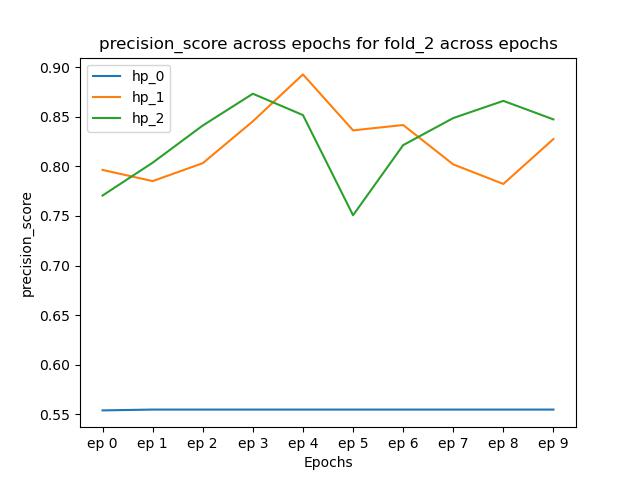 precision_score across epochs for fold_2 across epochs
hp_0
hp_1
hp_2
precision_score
0.90
0.85
0.80
0.75
0.70
0.65
0.60
0.55
ep 0 ep 1 ep 2 ep 3 ep 4 ep 5 ep 6 ep 7 ep 8 ep 9
Epochs